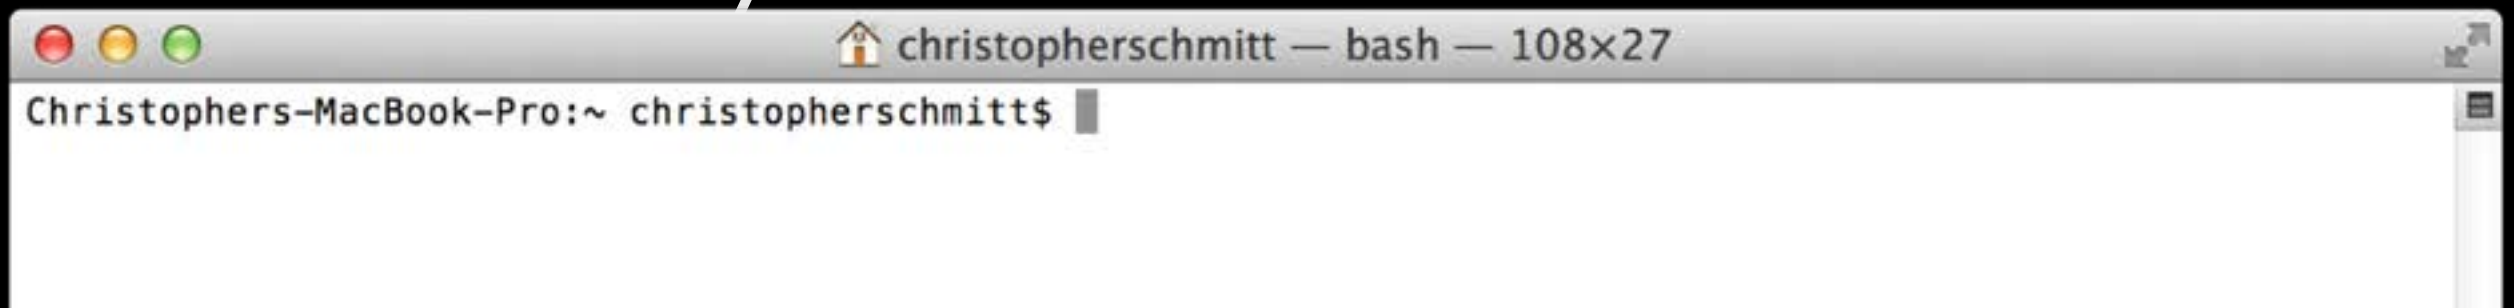 christopherschmitt — bash — 108×27
Christophers-MacBook-Pro:~ christopherschmitt$